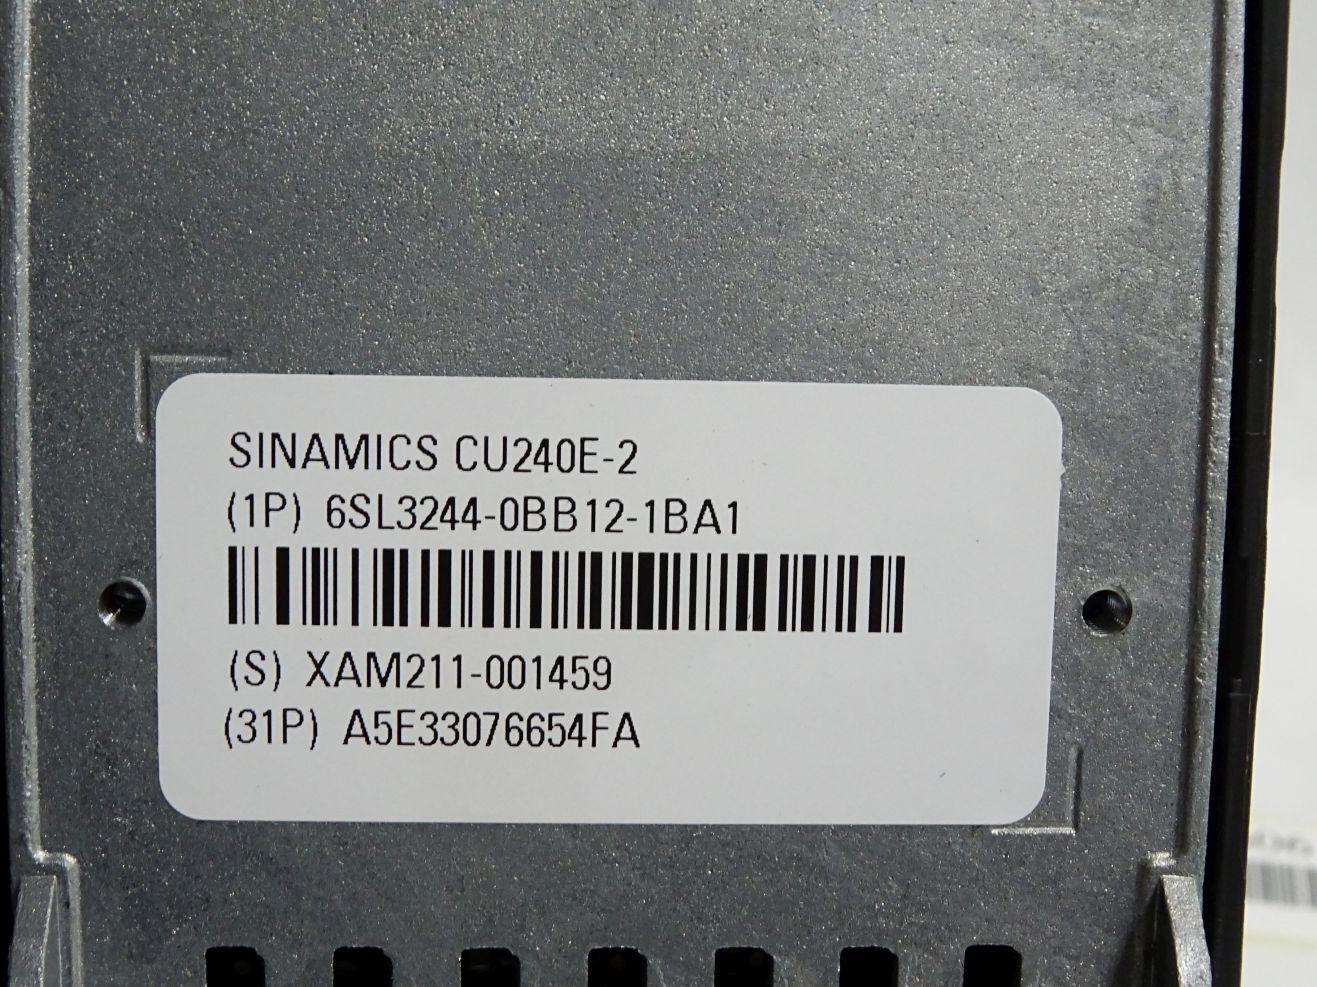 SINAMICS CU240E-2
(1P) 6SL3244-0BB12-1BA1
(S) XAM211-001459
(31P) A5E33076654FA